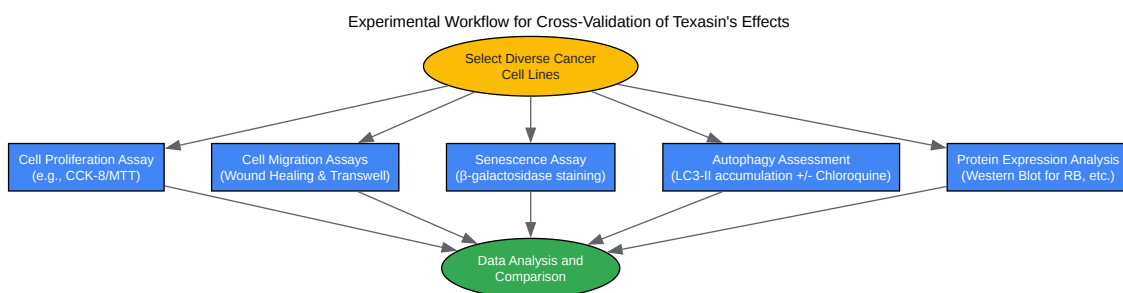 Experimental Workflow for Cross-Validation of Texasin's Effects
Select Diverse Cancer
Cell Lines
Cell Proliferation Assay
(e.g., CCK-8/MTT)
Cell Migration Assays
(Wound Healing & Transwell)
Senescence Assay
(β-galactosidase staining)
Autophagy Assessment
(LC3-II accumulation +/- Chloroquine)
Protein Expression Analysis
(Western Blot for RB, etc.)
Data Analysis and
Comparison